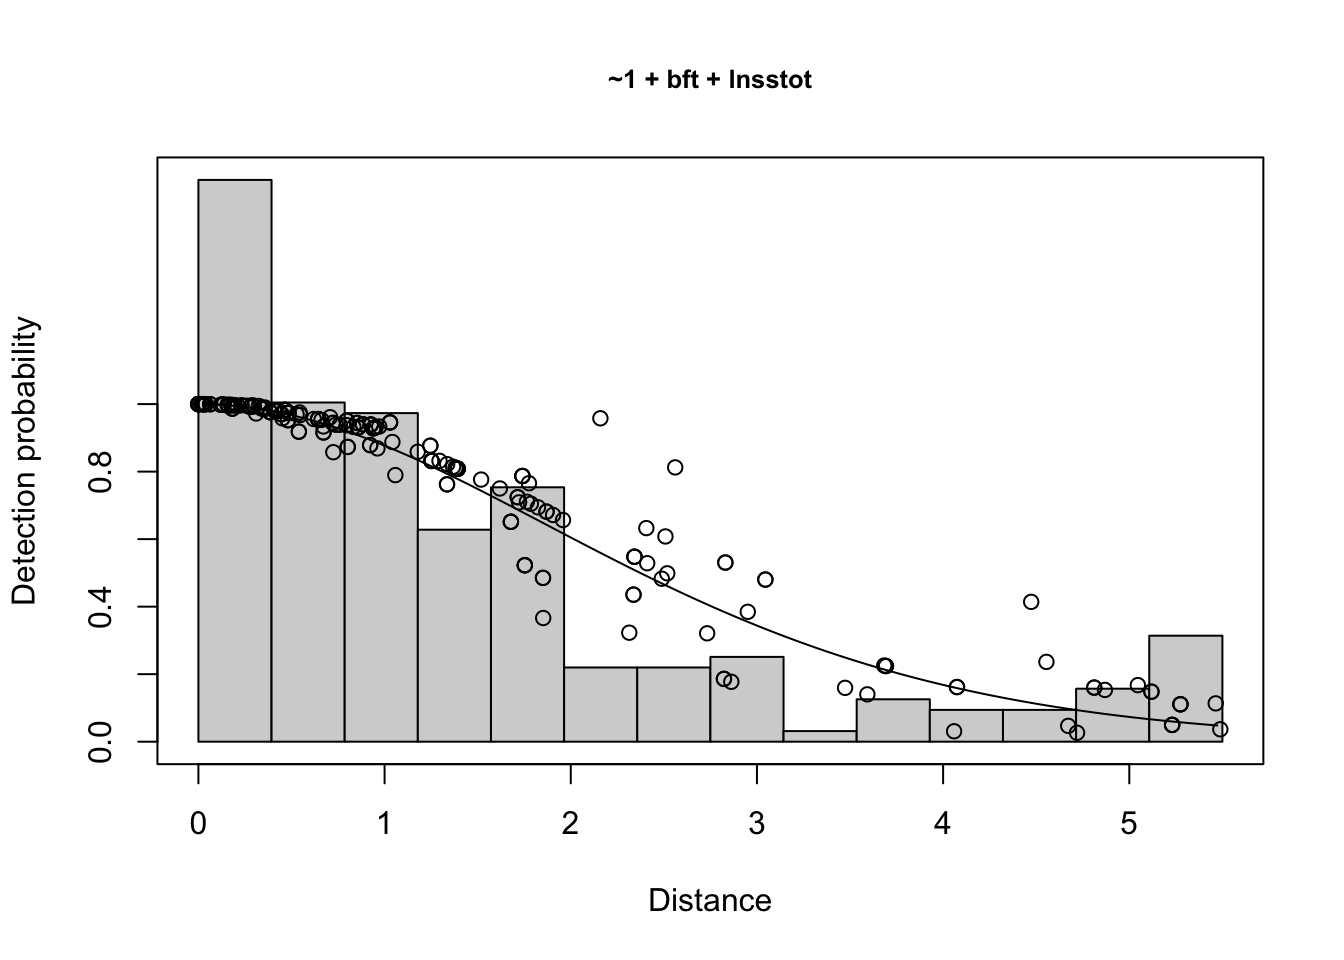 ~1 + bft + lnsstot
Detection probability
0.8
0.4
0.0
0 1 2 3 4 5
Distance